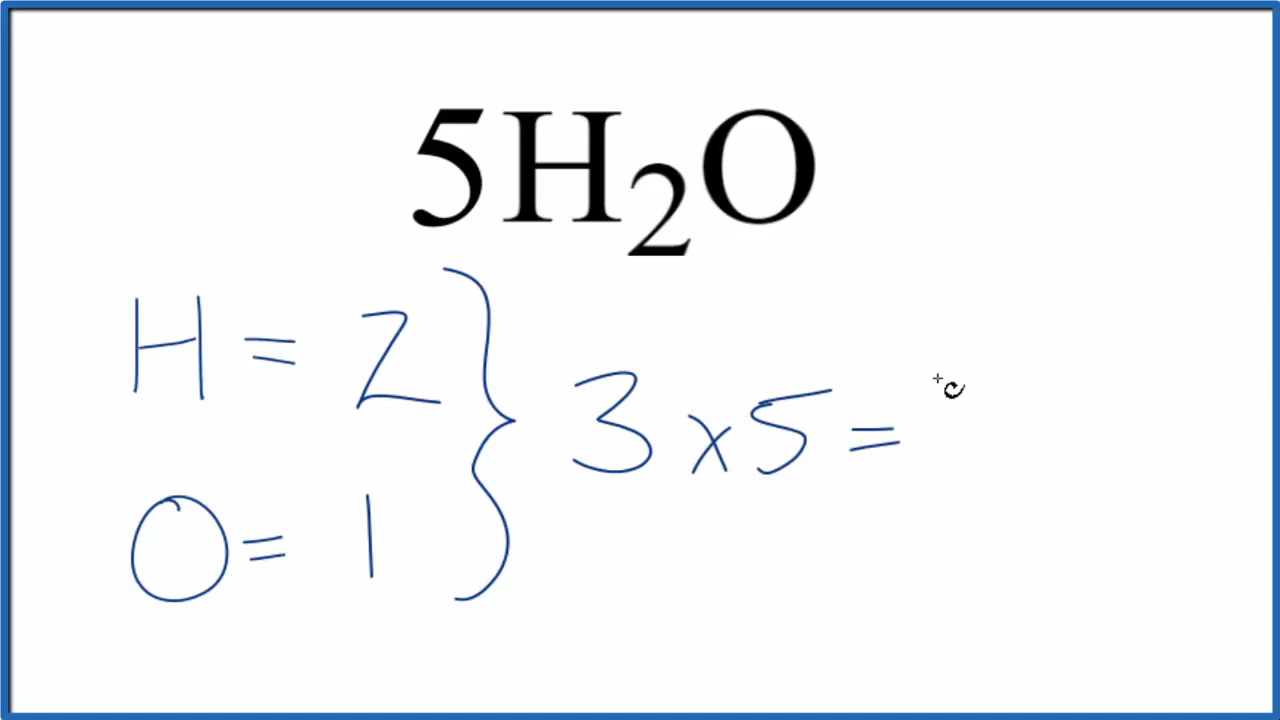 5H₂O
H = 2
3 x 5 =
O = 1